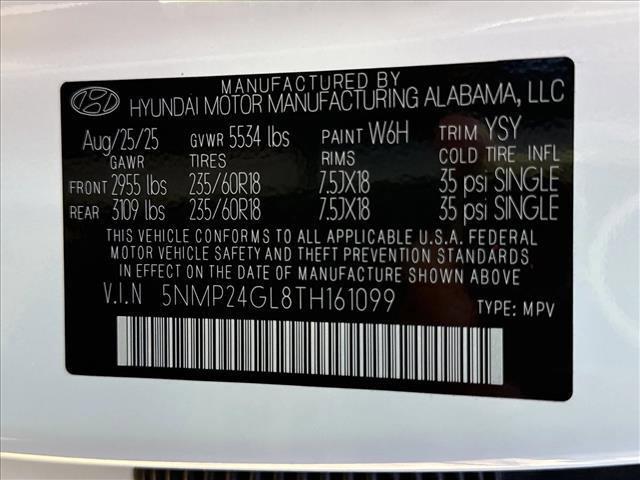 MANUFACTURED BY
HYUNDAI MOTOR MANUFACTURING ALABAMA, LLC
Aug/25/25 GVWR 5534 lbs PAINT W6H TRIM YSY
GAWR TIRES RIMS COLD TIRE INFL
FRONT 2955 lbs 235/60R18 7.5JX18 35 psi SINGLE
REAR 3109 lbs 235/60R18 7.5JX18 35 psi SINGLE
THIS VEHICLE CONFORMS TO ALL APPLICABLE U.S.A. FEDERAL
MOTOR VEHICLE SAFETY AND THEFT PREVENTION STANDARDS
IN EFFECT ON THE DATE OF MANUFACTURE SHOWN ABOVE
V.I.N 5NMP24GL8TH161099 TYPE: MPV